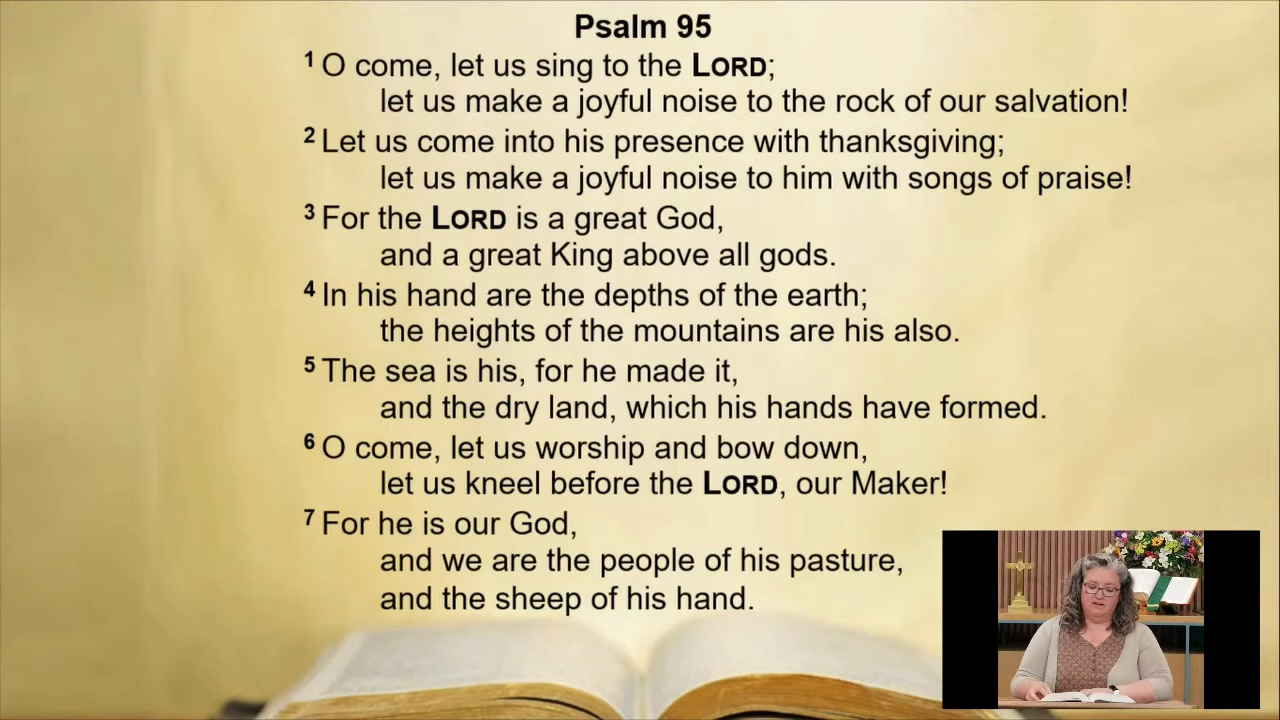 Psalm 95
1 O come, let us sing to the LORD;
let us make a joyful noise to the rock of our salvation!
2 Let us come into his presence with thanksgiving;
let us make a joyful noise to him with songs of praise!
3 For the LORD is a great God,
and a great King above all gods.
4 In his hand are the depths of the earth;
the heights of the mountains are his also.
5 The sea is his, for he made it,
and the dry land, which his hands have formed.
6 O come, let us worship and bow down,
let us kneel before the LORD, our Maker!
7 For he is our God,
and we are the people of his pasture,
and the sheep of his hand.